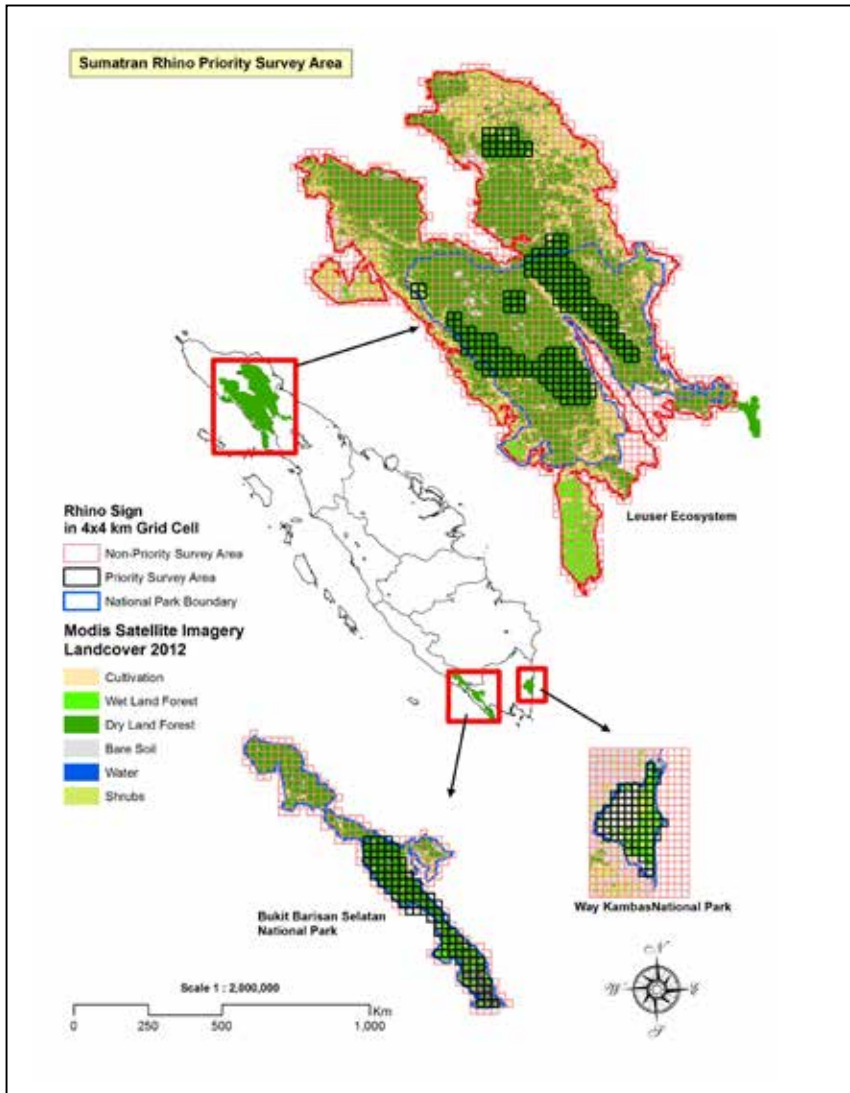 Sumatran Rhino Priority Survey Area
Leuser Ecosystem
Rhino Sign
in 4x4 km Grid Cell
Non-Priority Survey Area
Priority Survey Area
National Park Boundary
Modis Satellite Imagery
Landcover 2012
Cultivation
Wet Land Forest
Dry Land Forest
Bare Soil
Water
Shrubs
Bukit Barisan Selatan
National Park
Way KambasNational Park
Scale 1 : 2,000,000
Km
0 250 500 1,000
N
W E
S